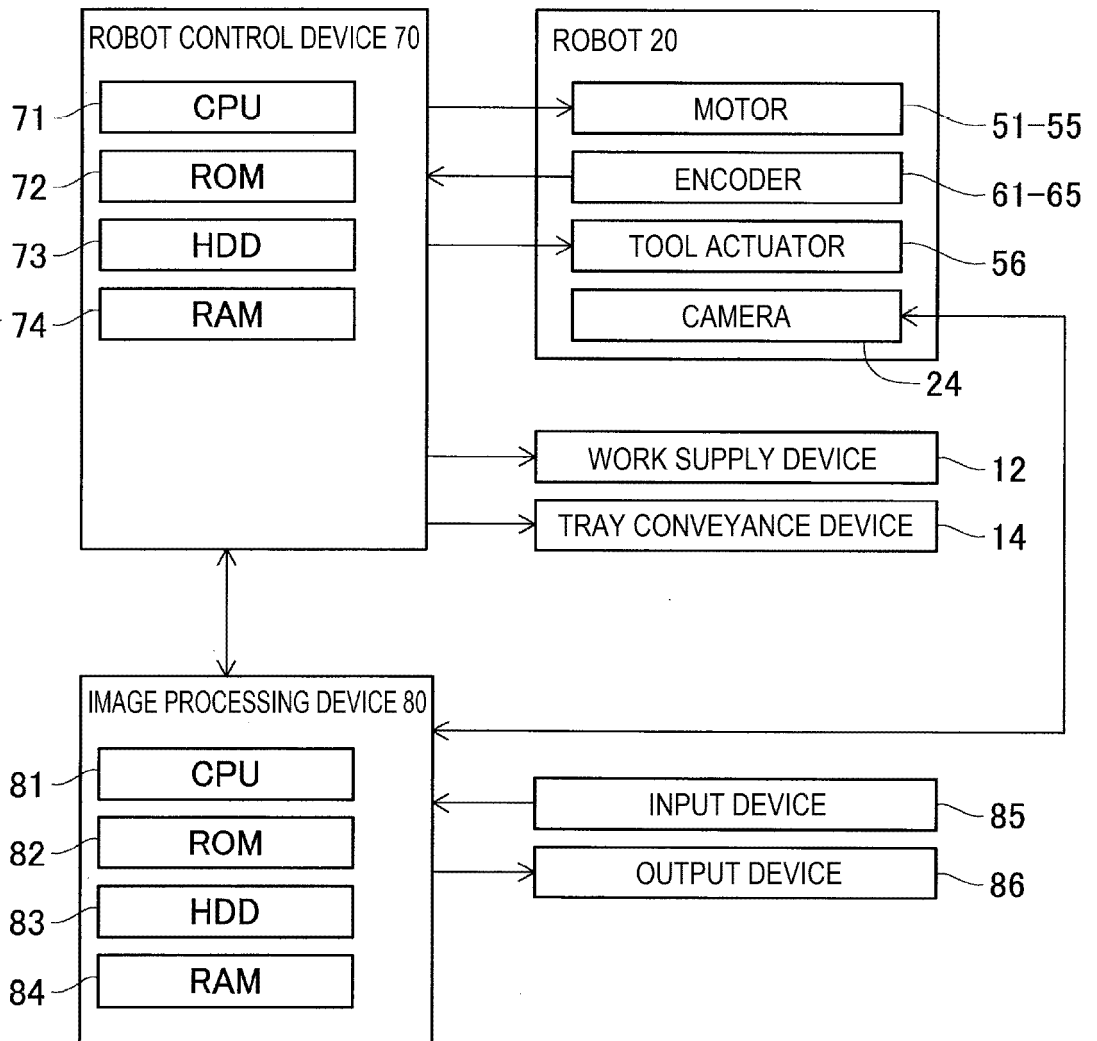 ROBOT CONTROL DEVICE 70
71
CPU
72
ROM
73
HDD
74
RAM
ROBOT 20
MOTOR
51-55
ENCODER
61-65
TOOL ACTUATOR
56
CAMERA
24
WORK SUPPLY DEVICE
12
TRAY CONVEYANCE DEVICE
14
IMAGE PROCESSING DEVICE 80
81
CPU
82
ROM
83
HDD
84
RAM
INPUT DEVICE
85
OUTPUT DEVICE
86